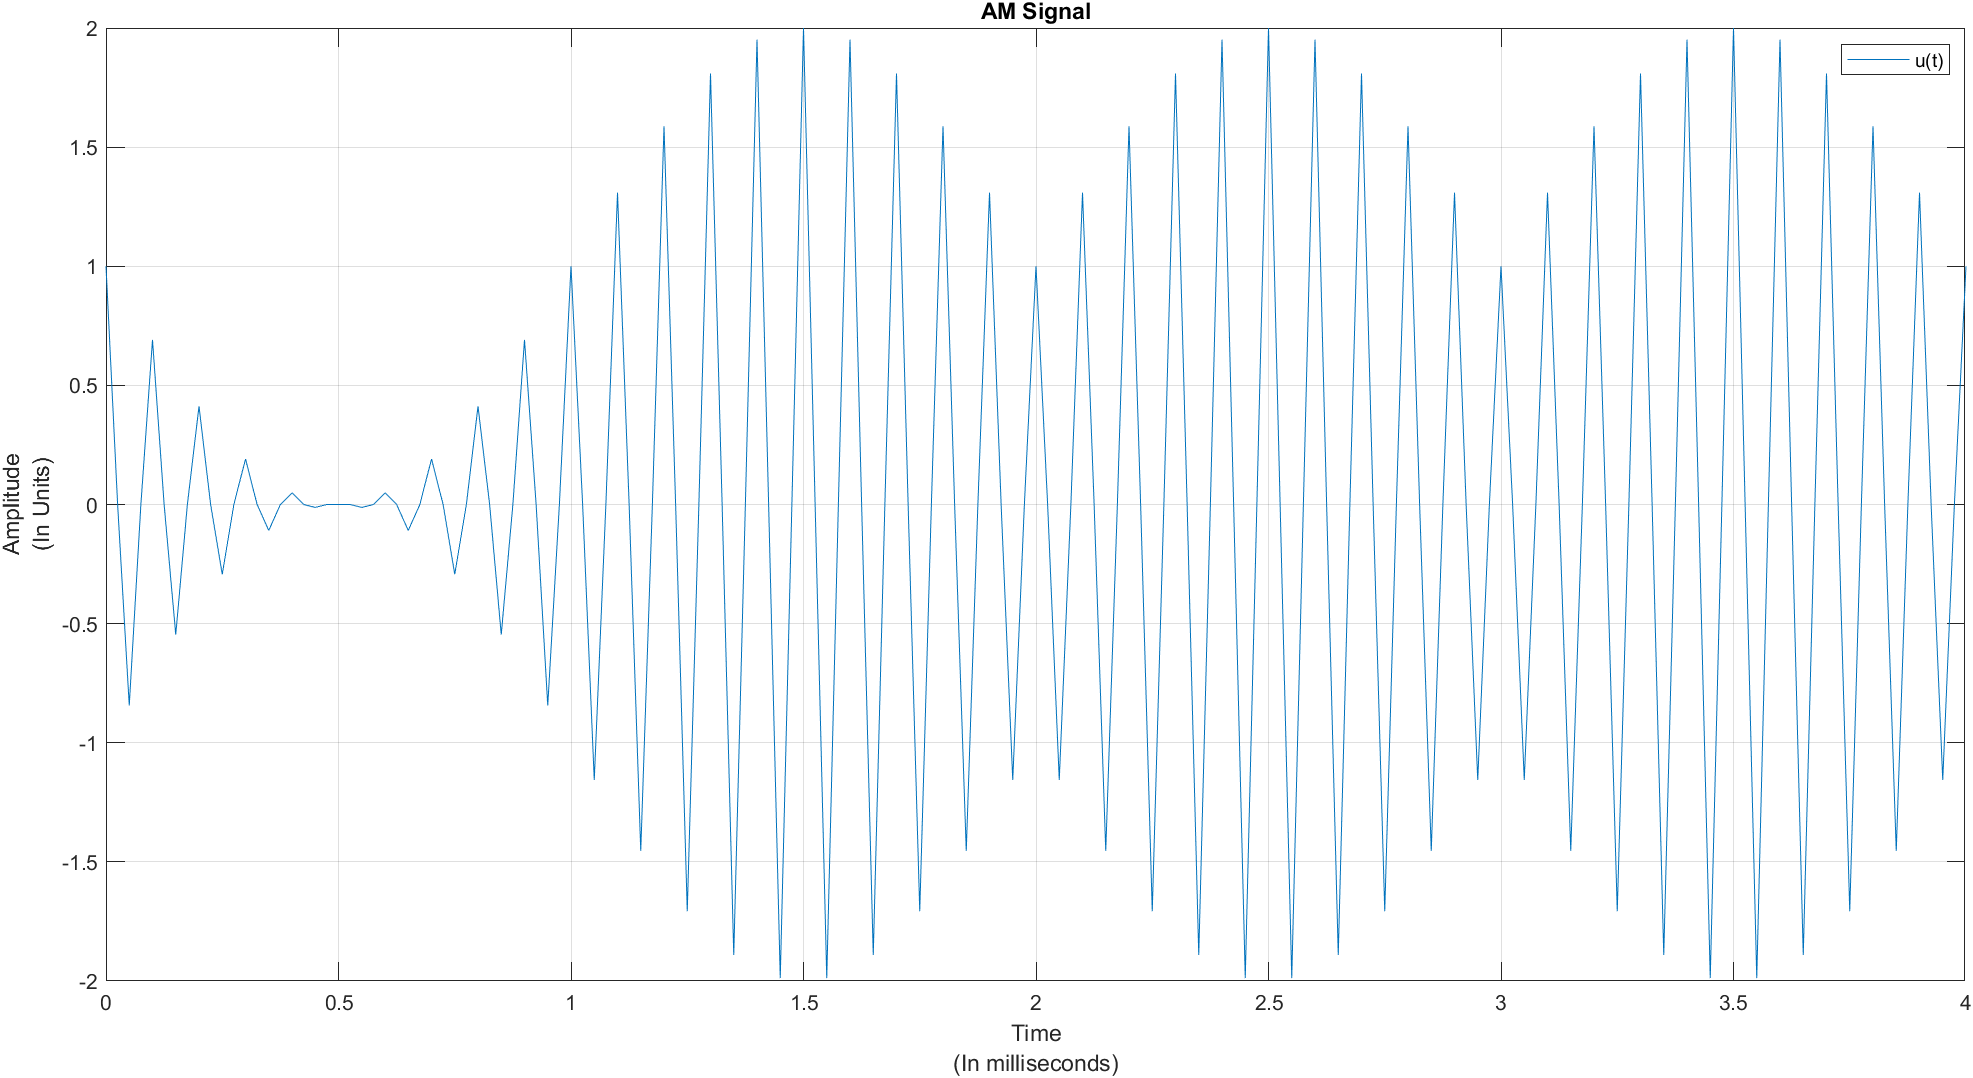 AM Signal
u(t)
2
1.5
1
0.5
0
-0.5
-1
-1.5
-2
Amplitude
(In Units)
0 0.5 1 1.5 2 2.5 3 3.5 4
Time
(In milliseconds)